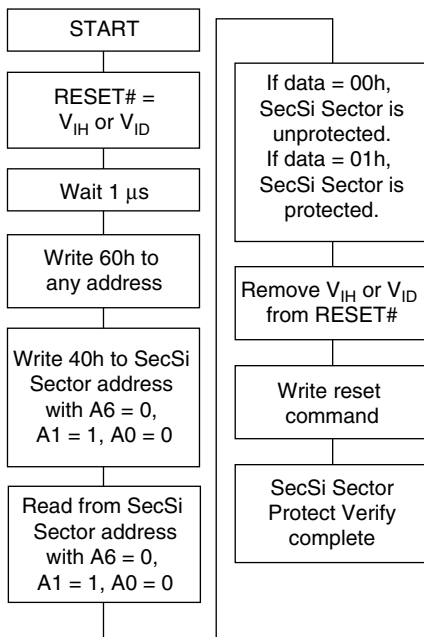 START
RESET# =
V_IH or V_ID
Wait 1 μs
Write 60h to
any address
Write 40h to SecSi
Sector address
with A6 = 0,
A1 = 1, A0 = 0
Read from SecSi
Sector address
with A6 = 0,
A1 = 1, A0 = 0
If data = 00h,
SecSi Sector is
unprotected.
If data = 01h,
SecSi Sector is
protected.
Remove V_IH or V_ID
from RESET#
Write reset
command
SecSi Sector
Protect Verify
complete